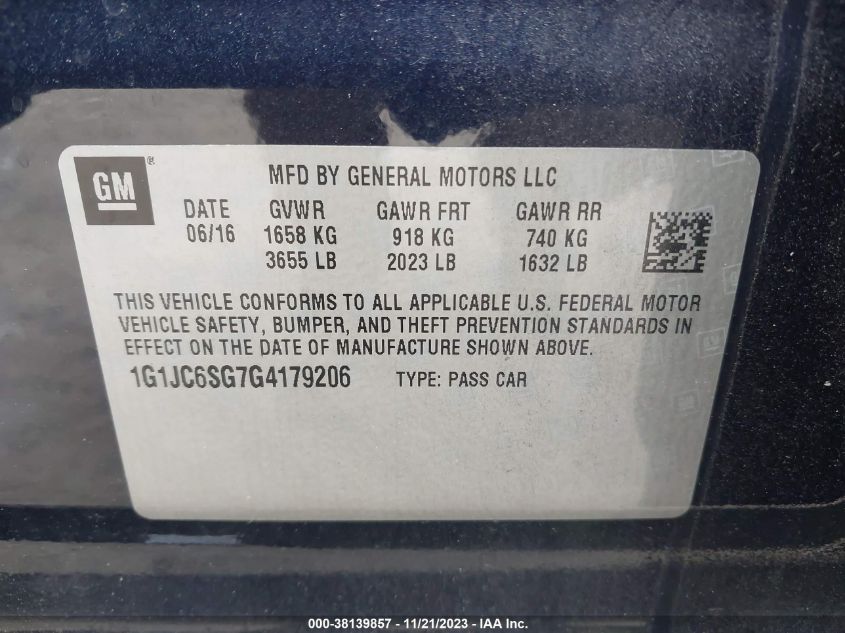 GM®
MFD BY GENERAL MOTORS LLC
DATE GVWR GAWR FRT GAWR RR
06/16 1658 KG 918 KG 740 KG
3655 LB 2023 LB 1632 LB
THIS VEHICLE CONFORMS TO ALL APPLICABLE U.S. FEDERAL MOTOR
VEHICLE SAFETY, BUMPER, AND THEFT PREVENTION STANDARDS IN
EFFECT ON THE DATE OF MANUFACTURE SHOWN ABOVE.
1G1JC6SG7G4179206 TYPE: PASS CAR
000-38139857 - 11/21/2023 - IAA Inc.